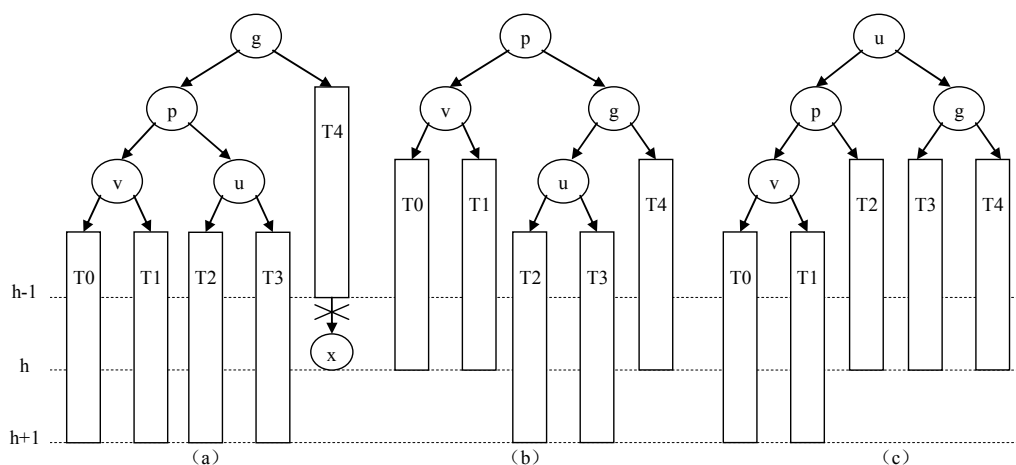 g p u
p v g p g
T4
v u u v
T0 T1 T4 T2 T3 T4
T0 T1 T2 T3 T2 T3 T0 T1
h-1
x
h
h+1
（a） （b） （c）